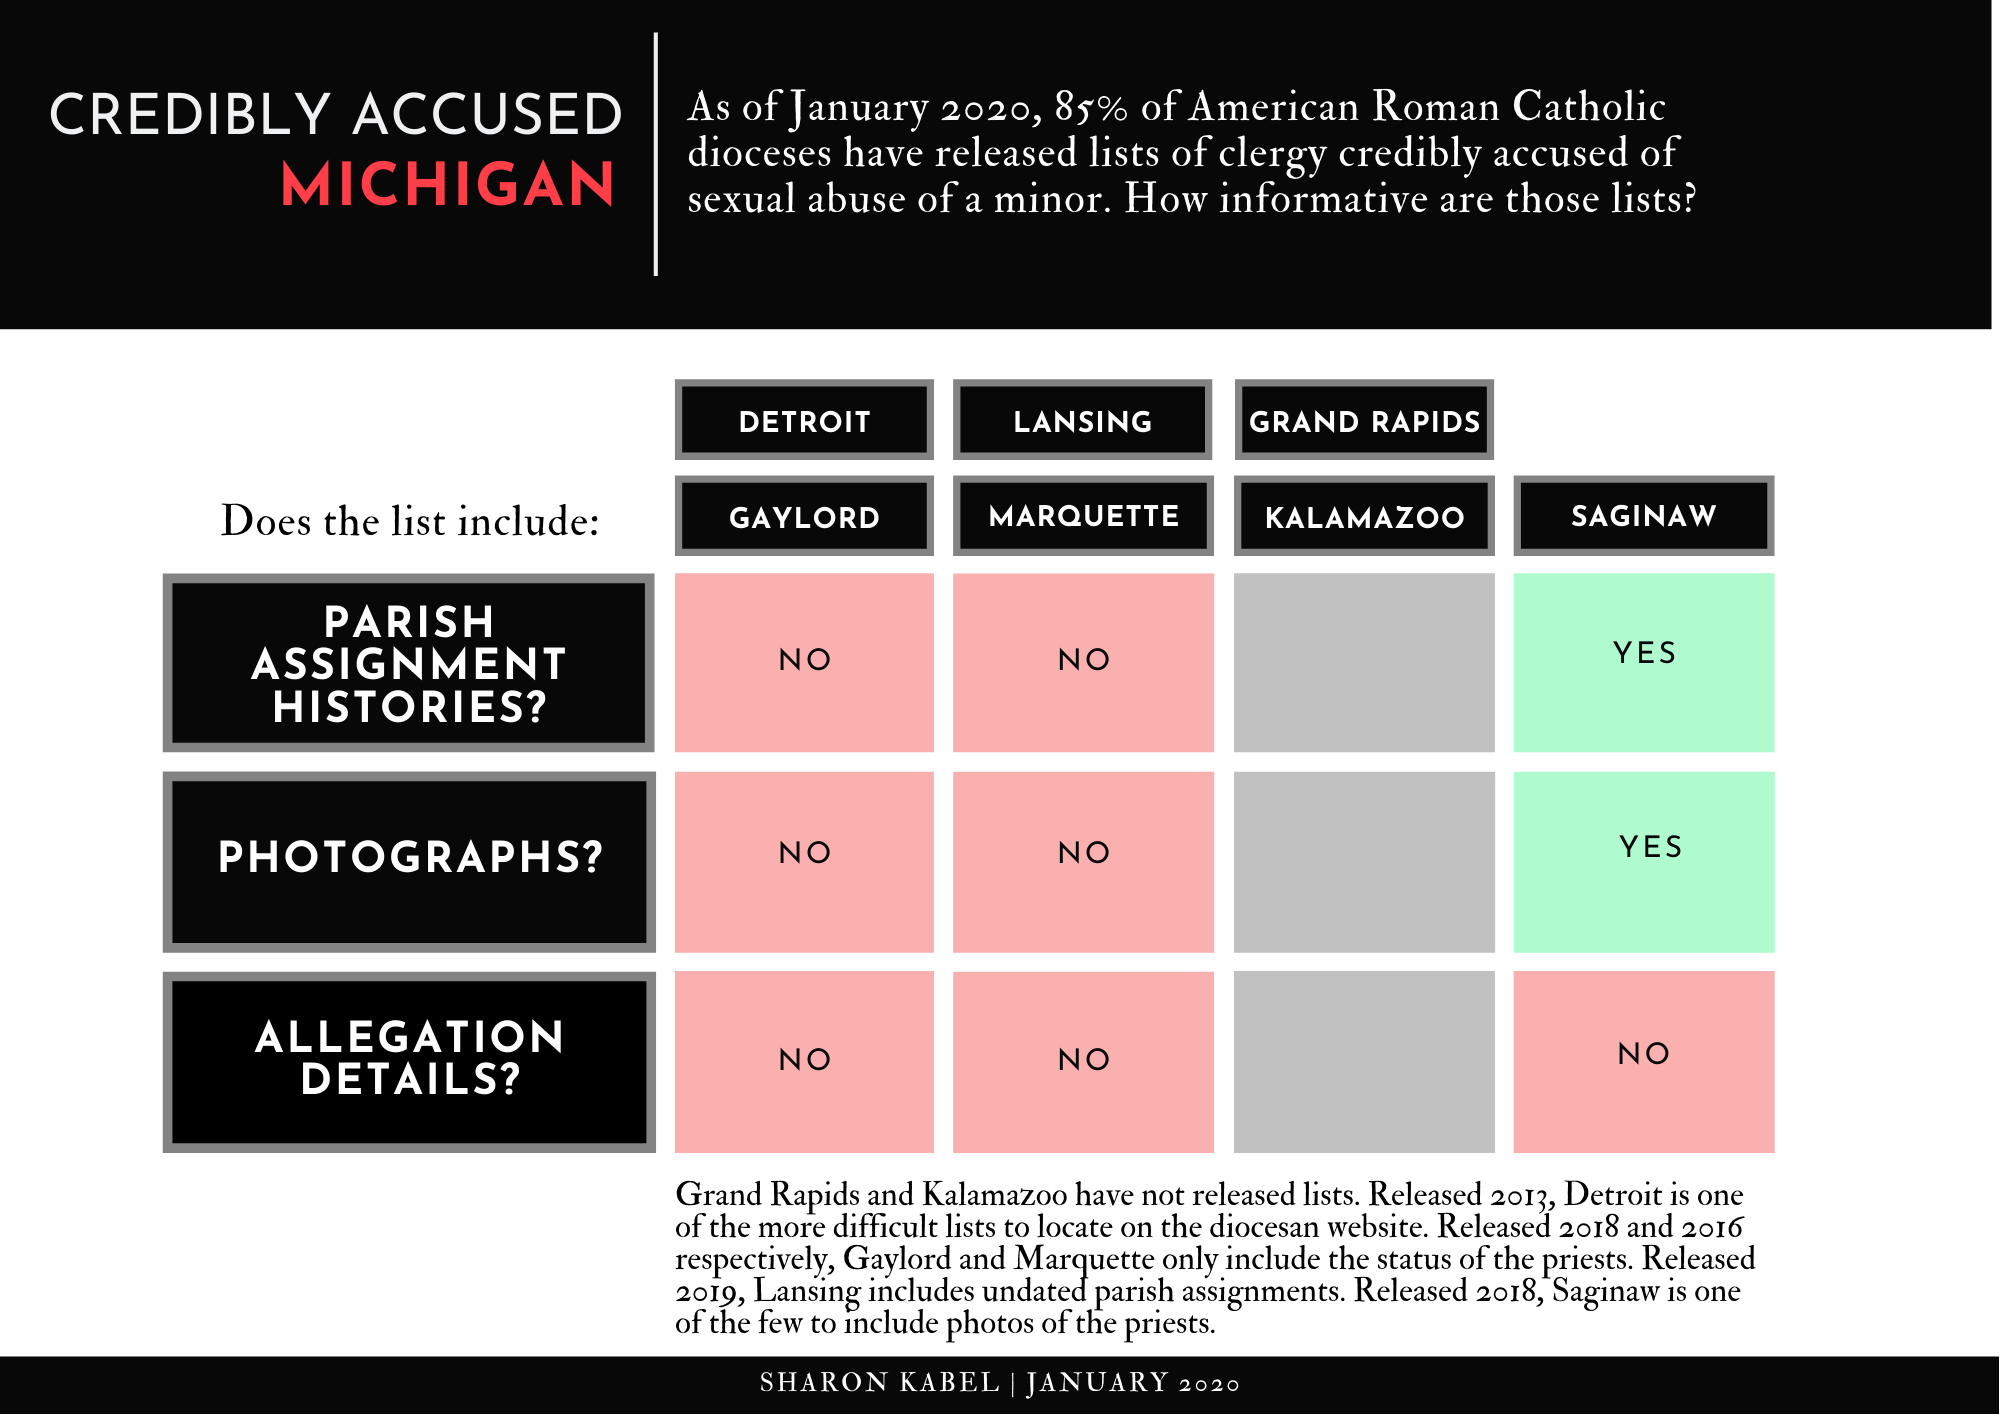 CREDIBLY ACCUSED
MICHIGAN
As of January 2020, 85% of American Roman Catholic
dioceses have released lists of clergy credibly accused of
sexual abuse of a minor. How informative are those lists?
DETROIT LANSING GRAND RAPIDS
Does the list include: GAYLORD MARQUETTE KALAMAZOO SAGINAW
PARISH
ASSIGNMENT
HISTORIES?
NO NO YES
PHOTOGRAPHS? NO NO YES
ALLEGATION
DETAILS?
NO NO NO
Grand Rapids and Kalamazoo have not released lists. Released 2013, Detroit is one
of the more difficult lists to locate on the diocesan website. Released 2018 and 2016
respectively, Gaylord and Marquette only include the status of the priests. Released
2019, Lansing includes undated parish assignments. Released 2018, Saginaw is one
of the few to include photos of the priests.
SHARON KABEL | JANUARY 2020